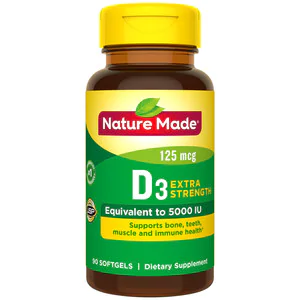 Nature Made®
125 mcg
D3 EXTRA
STRENGTH
Equivalent to 5000 IU
Supports bone, teeth,
muscle and immune health†
90 SOFTGELS | Dietary Supplement